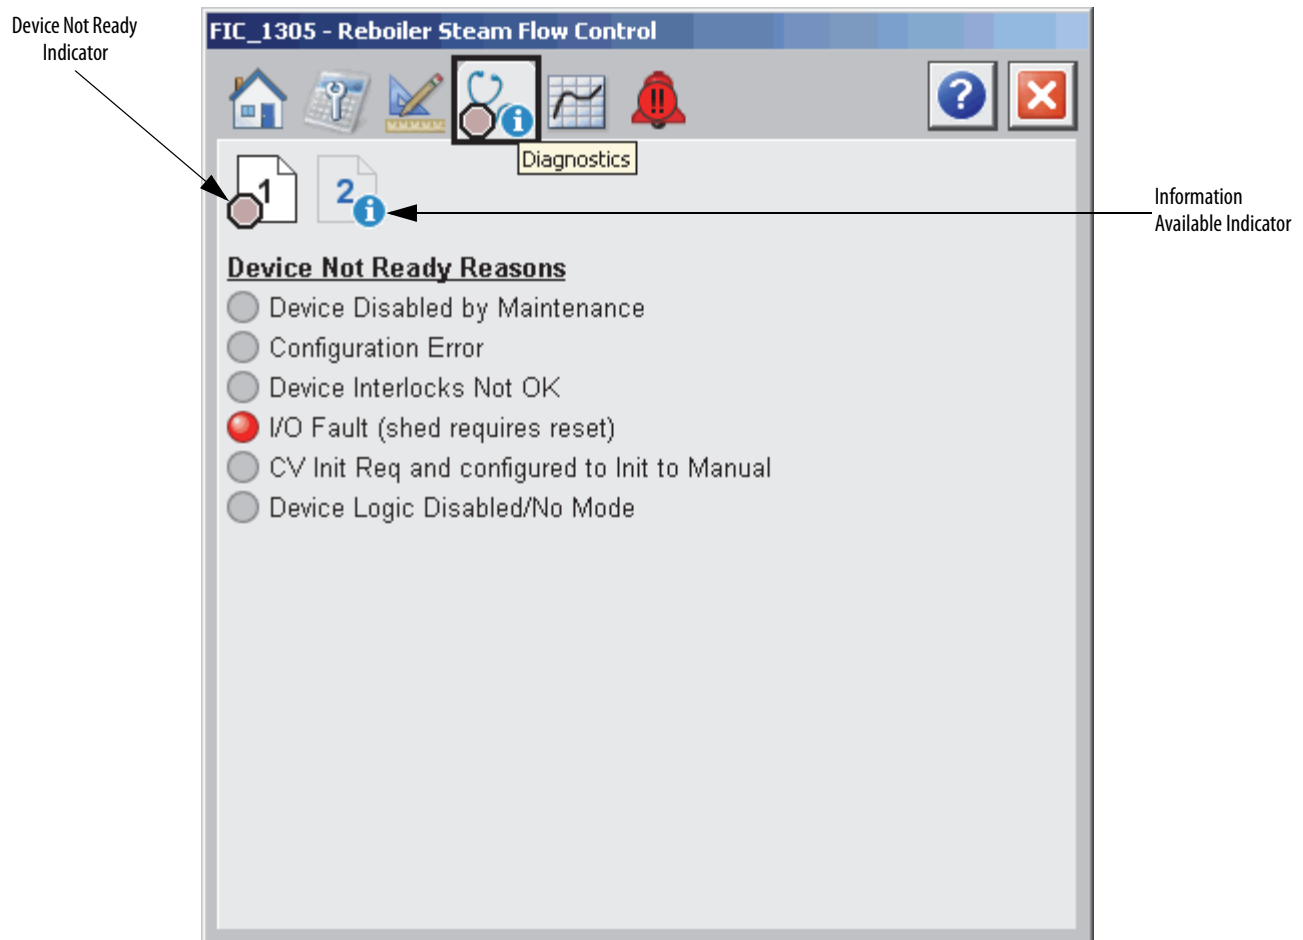 Device Not Ready
Indicator
FIC_1305 - Reboiler Steam Flow Control
!!
?
i
Diagnostics
1
2
i
Information
Available Indicator
Device Not Ready Reasons
Device Disabled by Maintenance
Configuration Error
Device Interlocks Not OK
I/O Fault (shed requires reset)
CV Init Req and configured to Init to Manual
Device Logic Disabled/No Mode